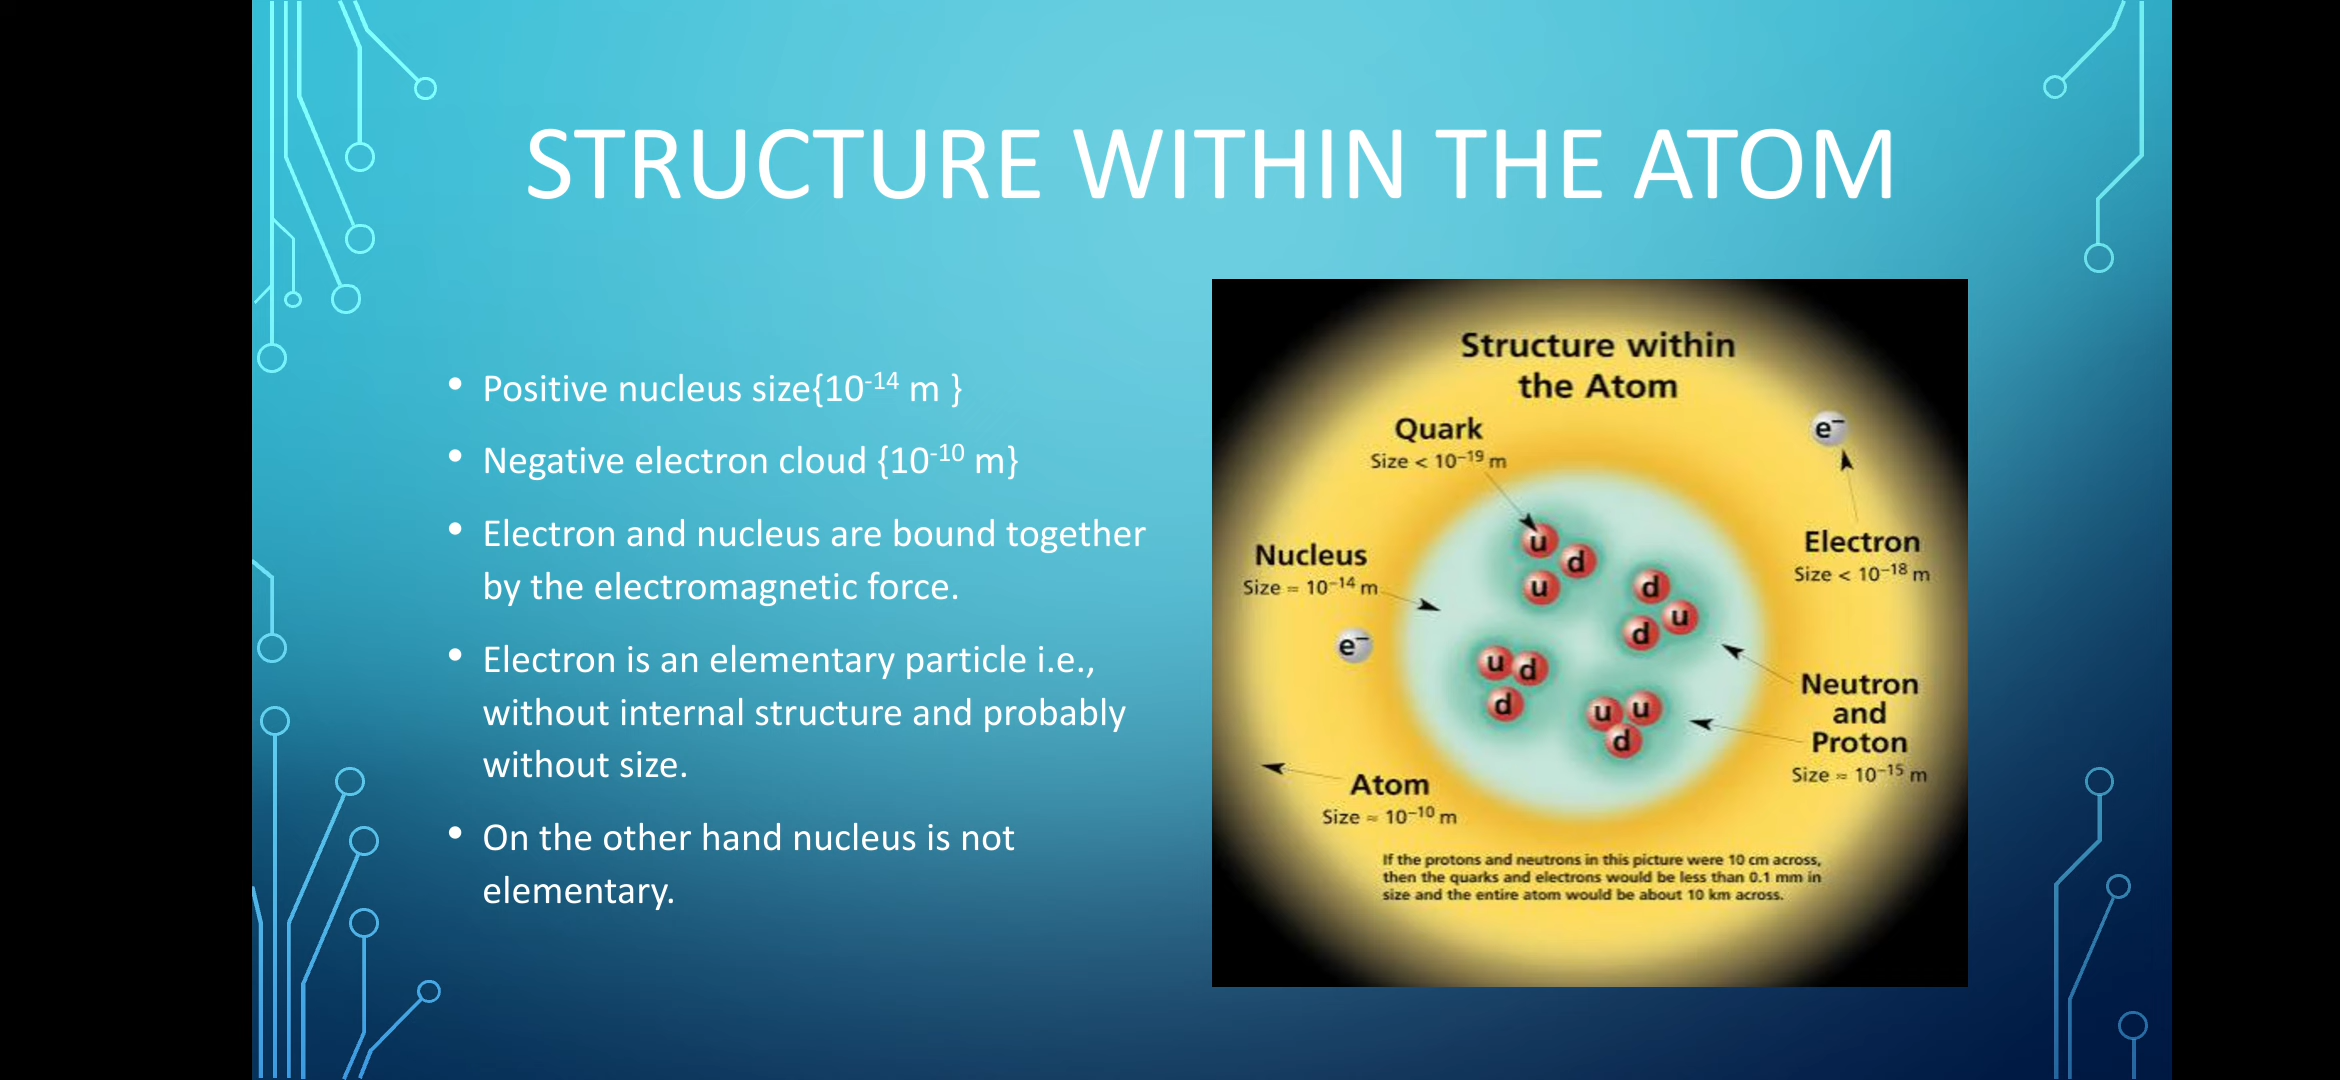 STRUCTURE WITHIN THE ATOM
• Positive nucleus size{10⁻¹⁴ m }
• Negative electron cloud {10⁻¹⁰ m}
• Electron and nucleus are bound together
by the electromagnetic force.
• Electron is an elementary particle i.e.,
without internal structure and probably
without size.
• On the other hand nucleus is not
elementary.
Structure within
the Atom
Quark
Size < 10⁻¹⁹ m
e⁻
Electron
Size < 10⁻¹⁸ m
Nucleus
Size ≈ 10⁻¹⁴ m
e⁻
u
d
u
d
u
d
u d
d
u u
d
Neutron
and
Proton
Size ≈ 10⁻¹⁵ m
Atom
Size ≈ 10⁻¹⁰ m
If the protons and neutrons in this picture were 10 cm across,
then the quarks and electrons would be less than 0.1 mm in
size and the entire atom would be about 10 km across.